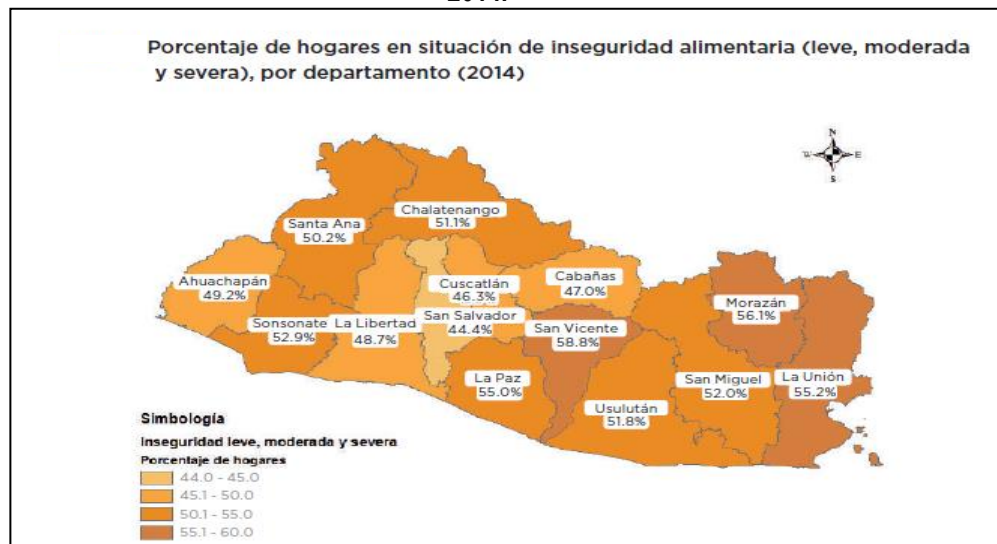 2014.
Porcentaje de hogares en situación de inseguridad alimentaria (leve, moderada
y severa), por departamento (2014)
N
W E
S
Chalatenango
51.1%
Santa Ana
50.2%
Ahuachapán
49.2%
Cuscatlán
46.3%
Cabañas
47.0%
Morazán
56.1%
Sonsonate
52.9%
La Libertad
48.7%
San Salvador
44.4%
San Vicente
58.8%
La Paz
55.0%
San Miguel
52.0%
La Unión
55.2%
Usulután
51.8%
Simbología
Inseguridad leve, moderada y severa
Porcentaje de hogares
44.0 - 45.0
45.1 - 50.0
50.1 - 55.0
55.1 - 60.0